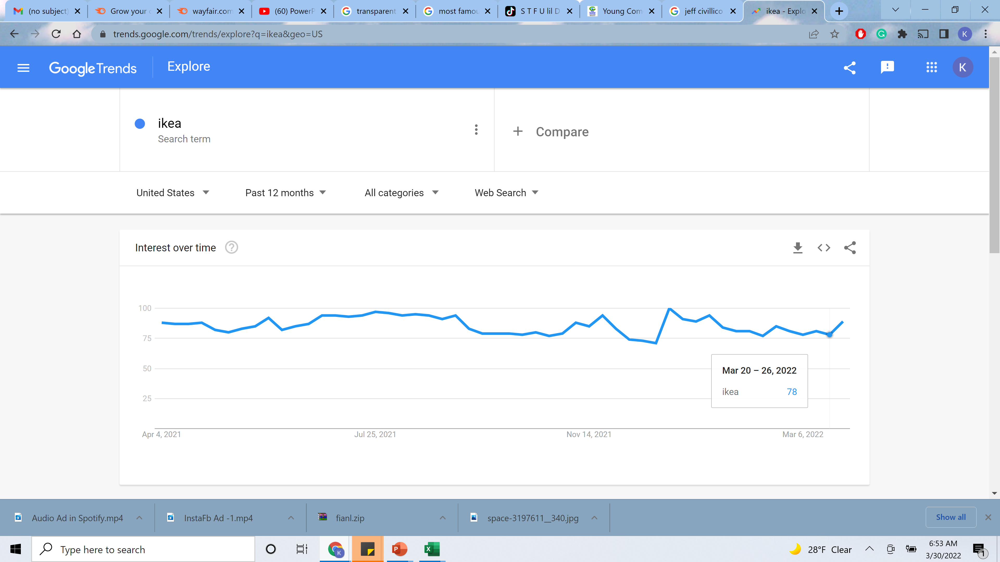 (no subject)
Grow your
wayfair.com
(60) PowerP
transparent
most famou
S T F U lil D
Young Com
jeff civillico
ikea - Explo
trends.google.com/trends/explore?q=ikea&geo=US
K
Google Trends
Explore
K
ikea
Search term
Compare
United States
Past 12 months
All categories
Web Search
Interest over time
100
75
50
25
Mar 20 – 26, 2022
ikea 78
Apr 4, 2021
Jul 25, 2021
Nov 14, 2021
Mar 6, 2022
Audio Ad in Spotify.mp4
InstaFb Ad -1.mp4
fianl.zip
space-3197611__340.jpg
Show all
Type here to search
K
P
X
28°F Clear
6:53 AM
3/30/2022
1